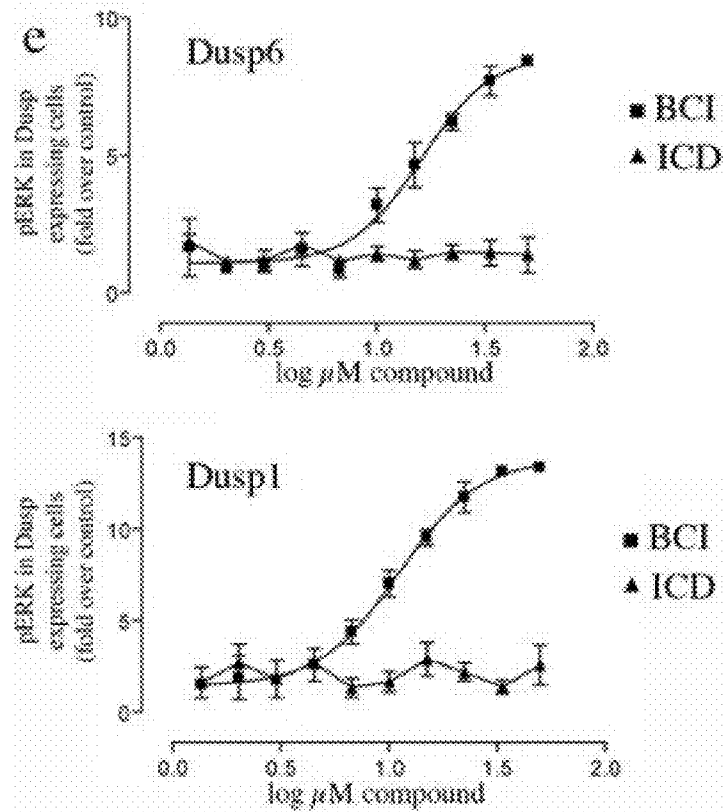 e
Dusp6
pERK in Dusp
expressing cells
(fold over control)
10
5
0
BCI
ICD
0.0 0.5 1.0 1.5 2.0
log µM compound
Dusp1
pERK in Dusp
expressing cells
(fold over control)
15
10
5
0
BCI
ICD
0.0 0.5 1.0 1.5 2.0
log µM compound